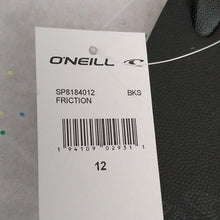 O'NEILL
SP8184012 BKS
FRICTION
1 94109 02931 1
12